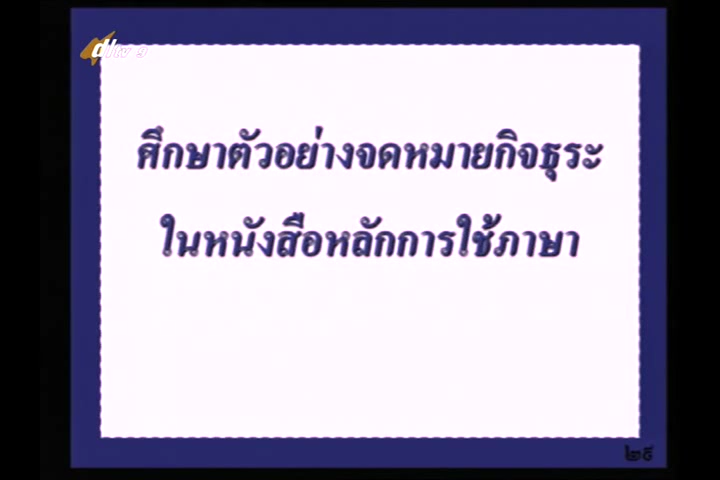 dltv 9
ศึกษาตัวอย่างจดหมายกิจธุระ
ในหนังสือหลักการใช้ภาษา
๒๕